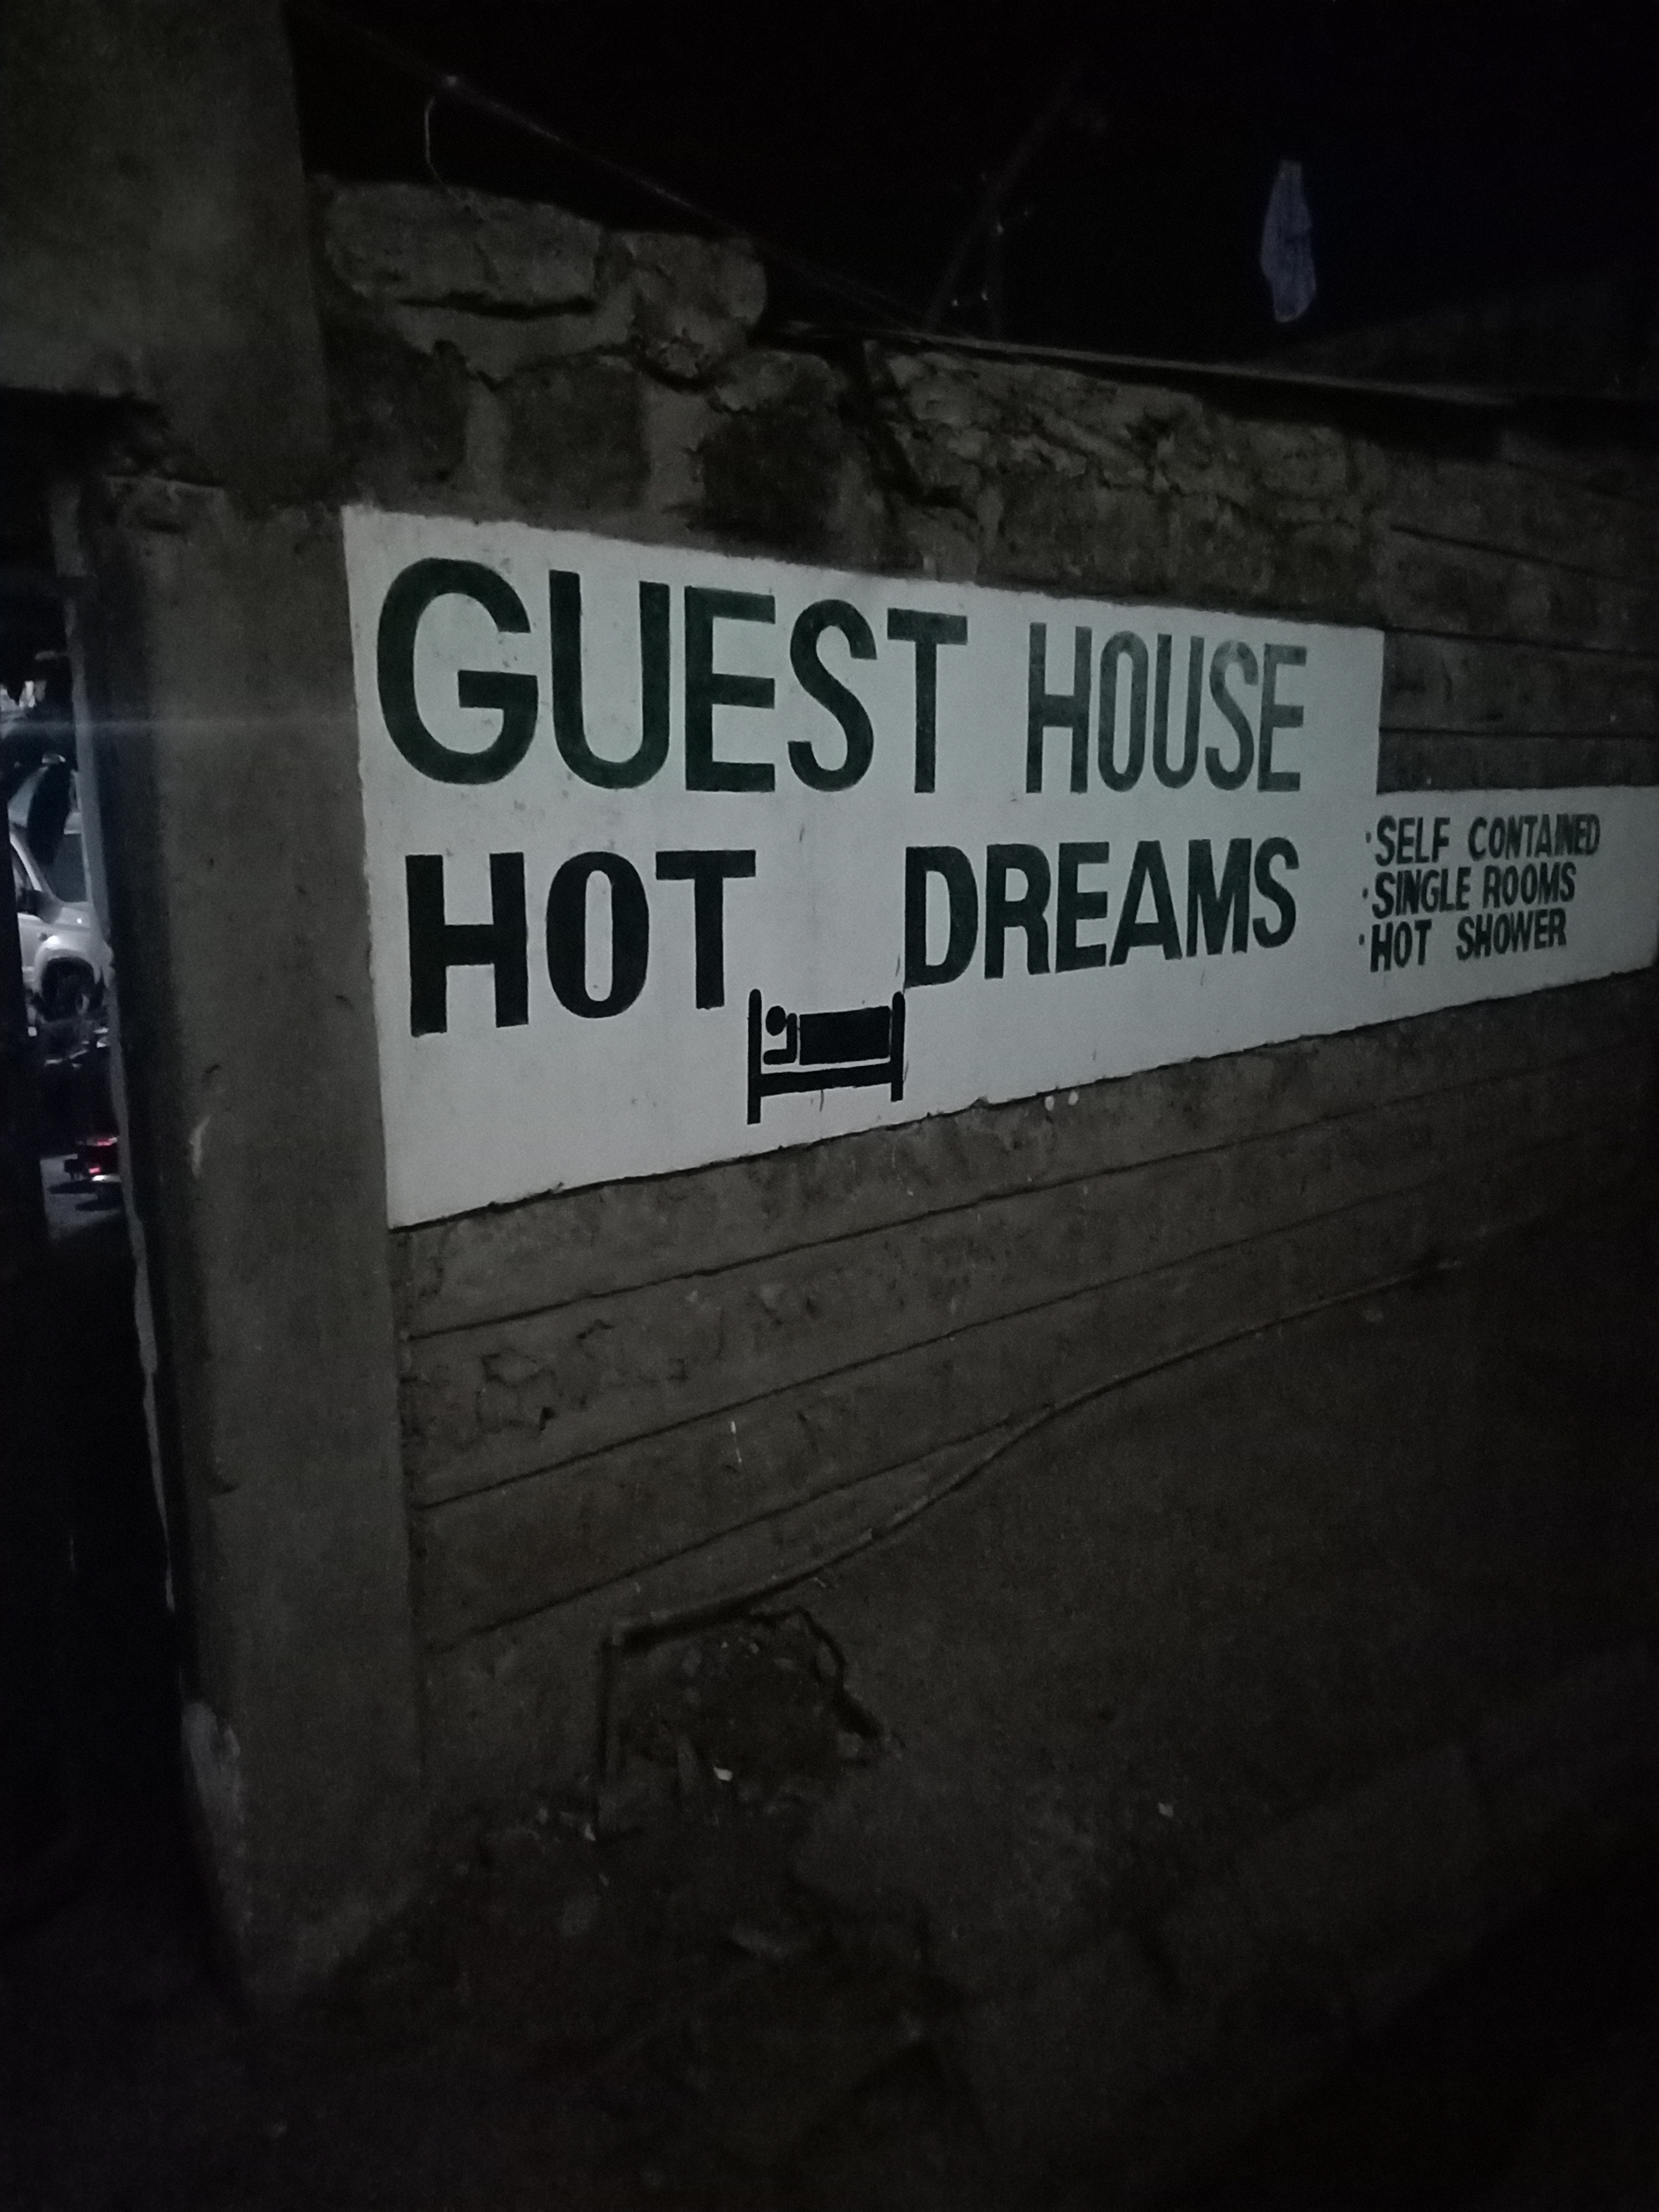 GUEST HOUSE
HOT DREAMS
·SELF CONTAINED
·SINGLE ROOMS
·HOT SHOWER